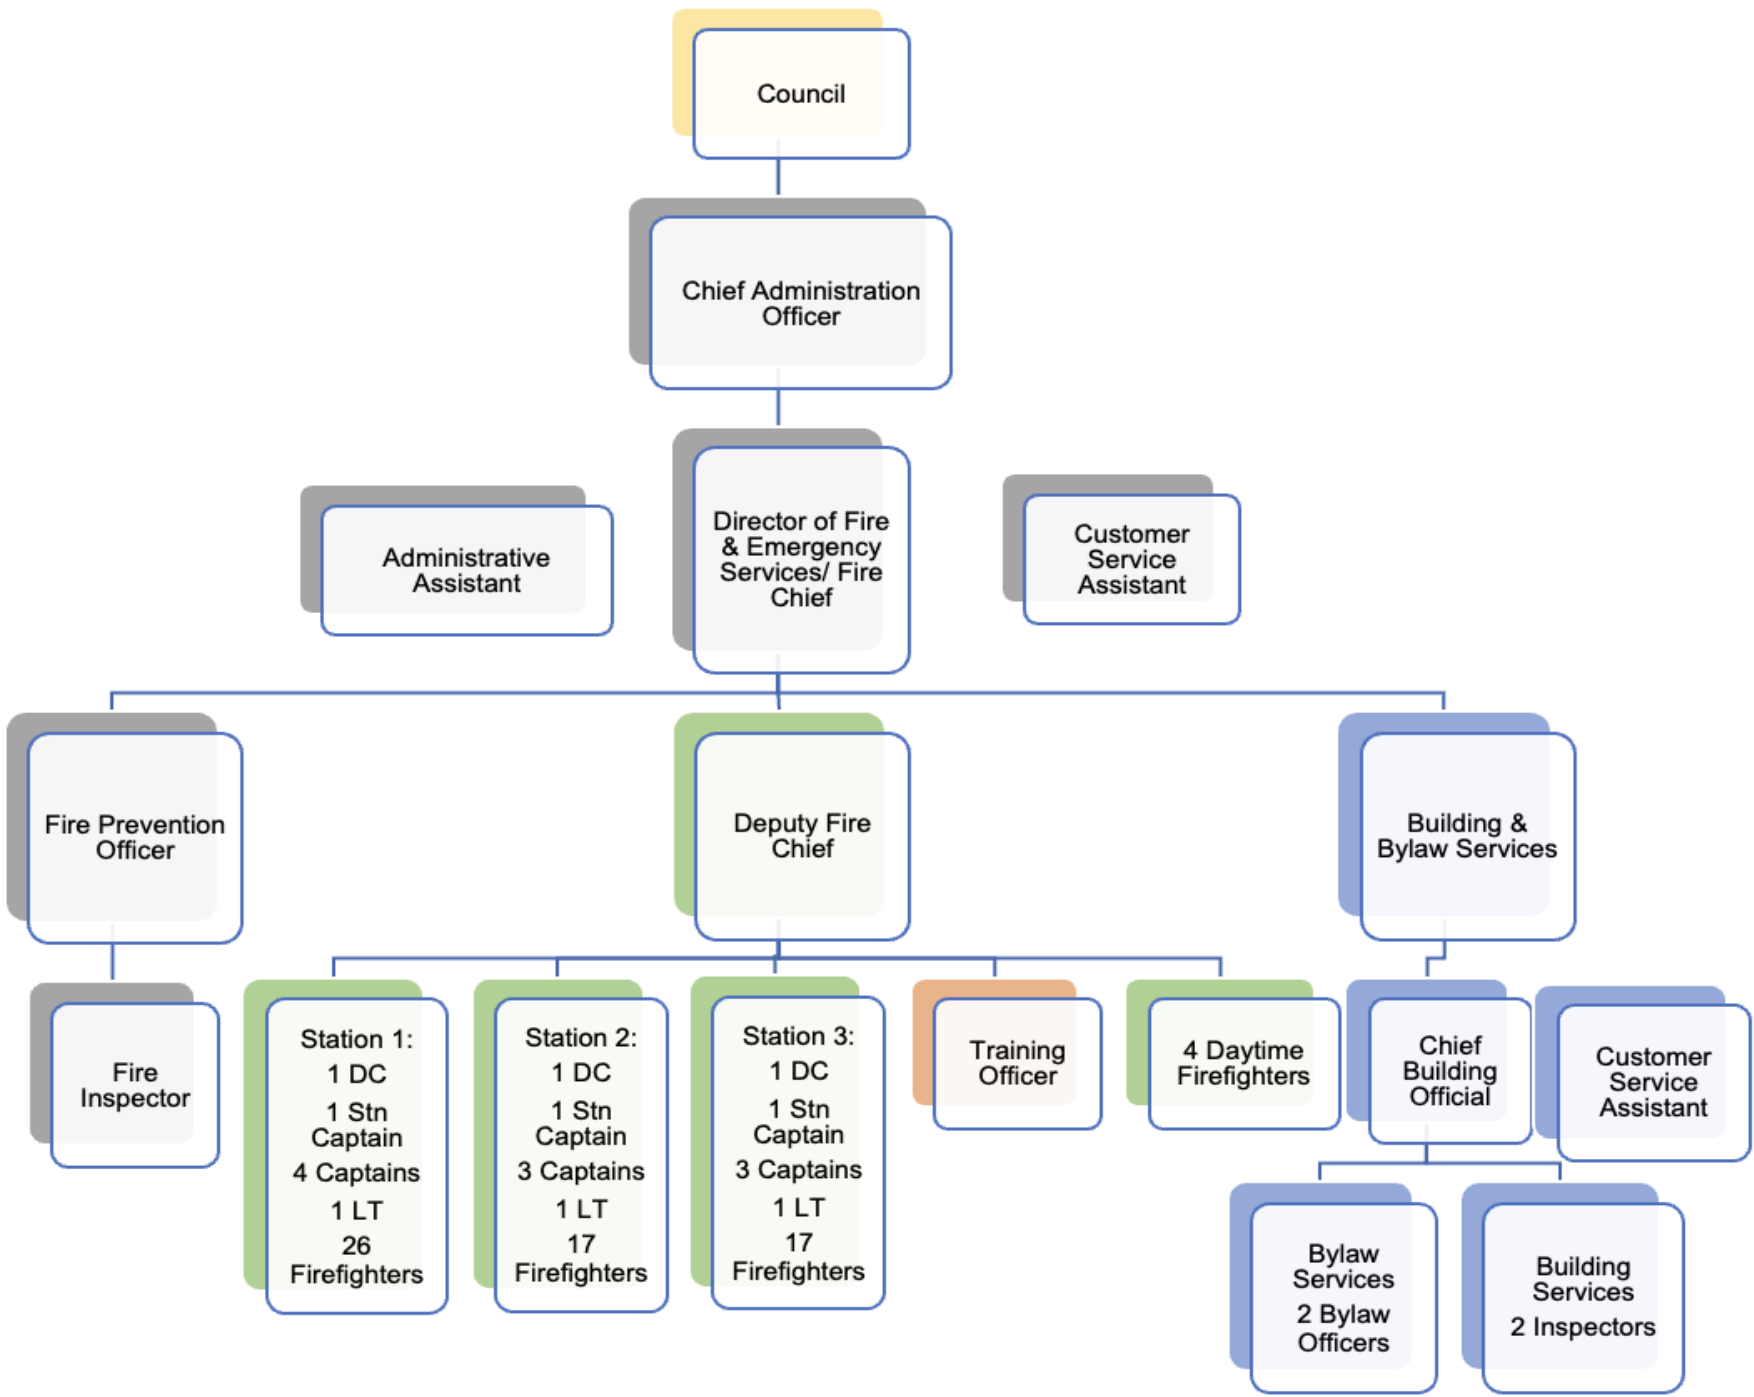 Council
Chief Administration
Officer
Administrative
Assistant
Director of Fire
& Emergency
Services/ Fire
Chief
Customer
Service
Assistant
Fire Prevention
Officer
Deputy Fire
Chief
Building &
Bylaw Services
Fire
Inspector
Station 1:
1 DC
1 Stn
Captain
4 Captains
1 LT
26
Firefighters
Station 2:
1 DC
1 Stn
Captain
3 Captains
1 LT
17
Firefighters
Station 3:
1 DC
1 Stn
Captain
3 Captains
1 LT
17
Firefighters
Training
Officer
4 Daytime
Firefighters
Chief
Building
Official
Customer
Service
Assistant
Bylaw
Services
2 Bylaw
Officers
Building
Services
2 Inspectors